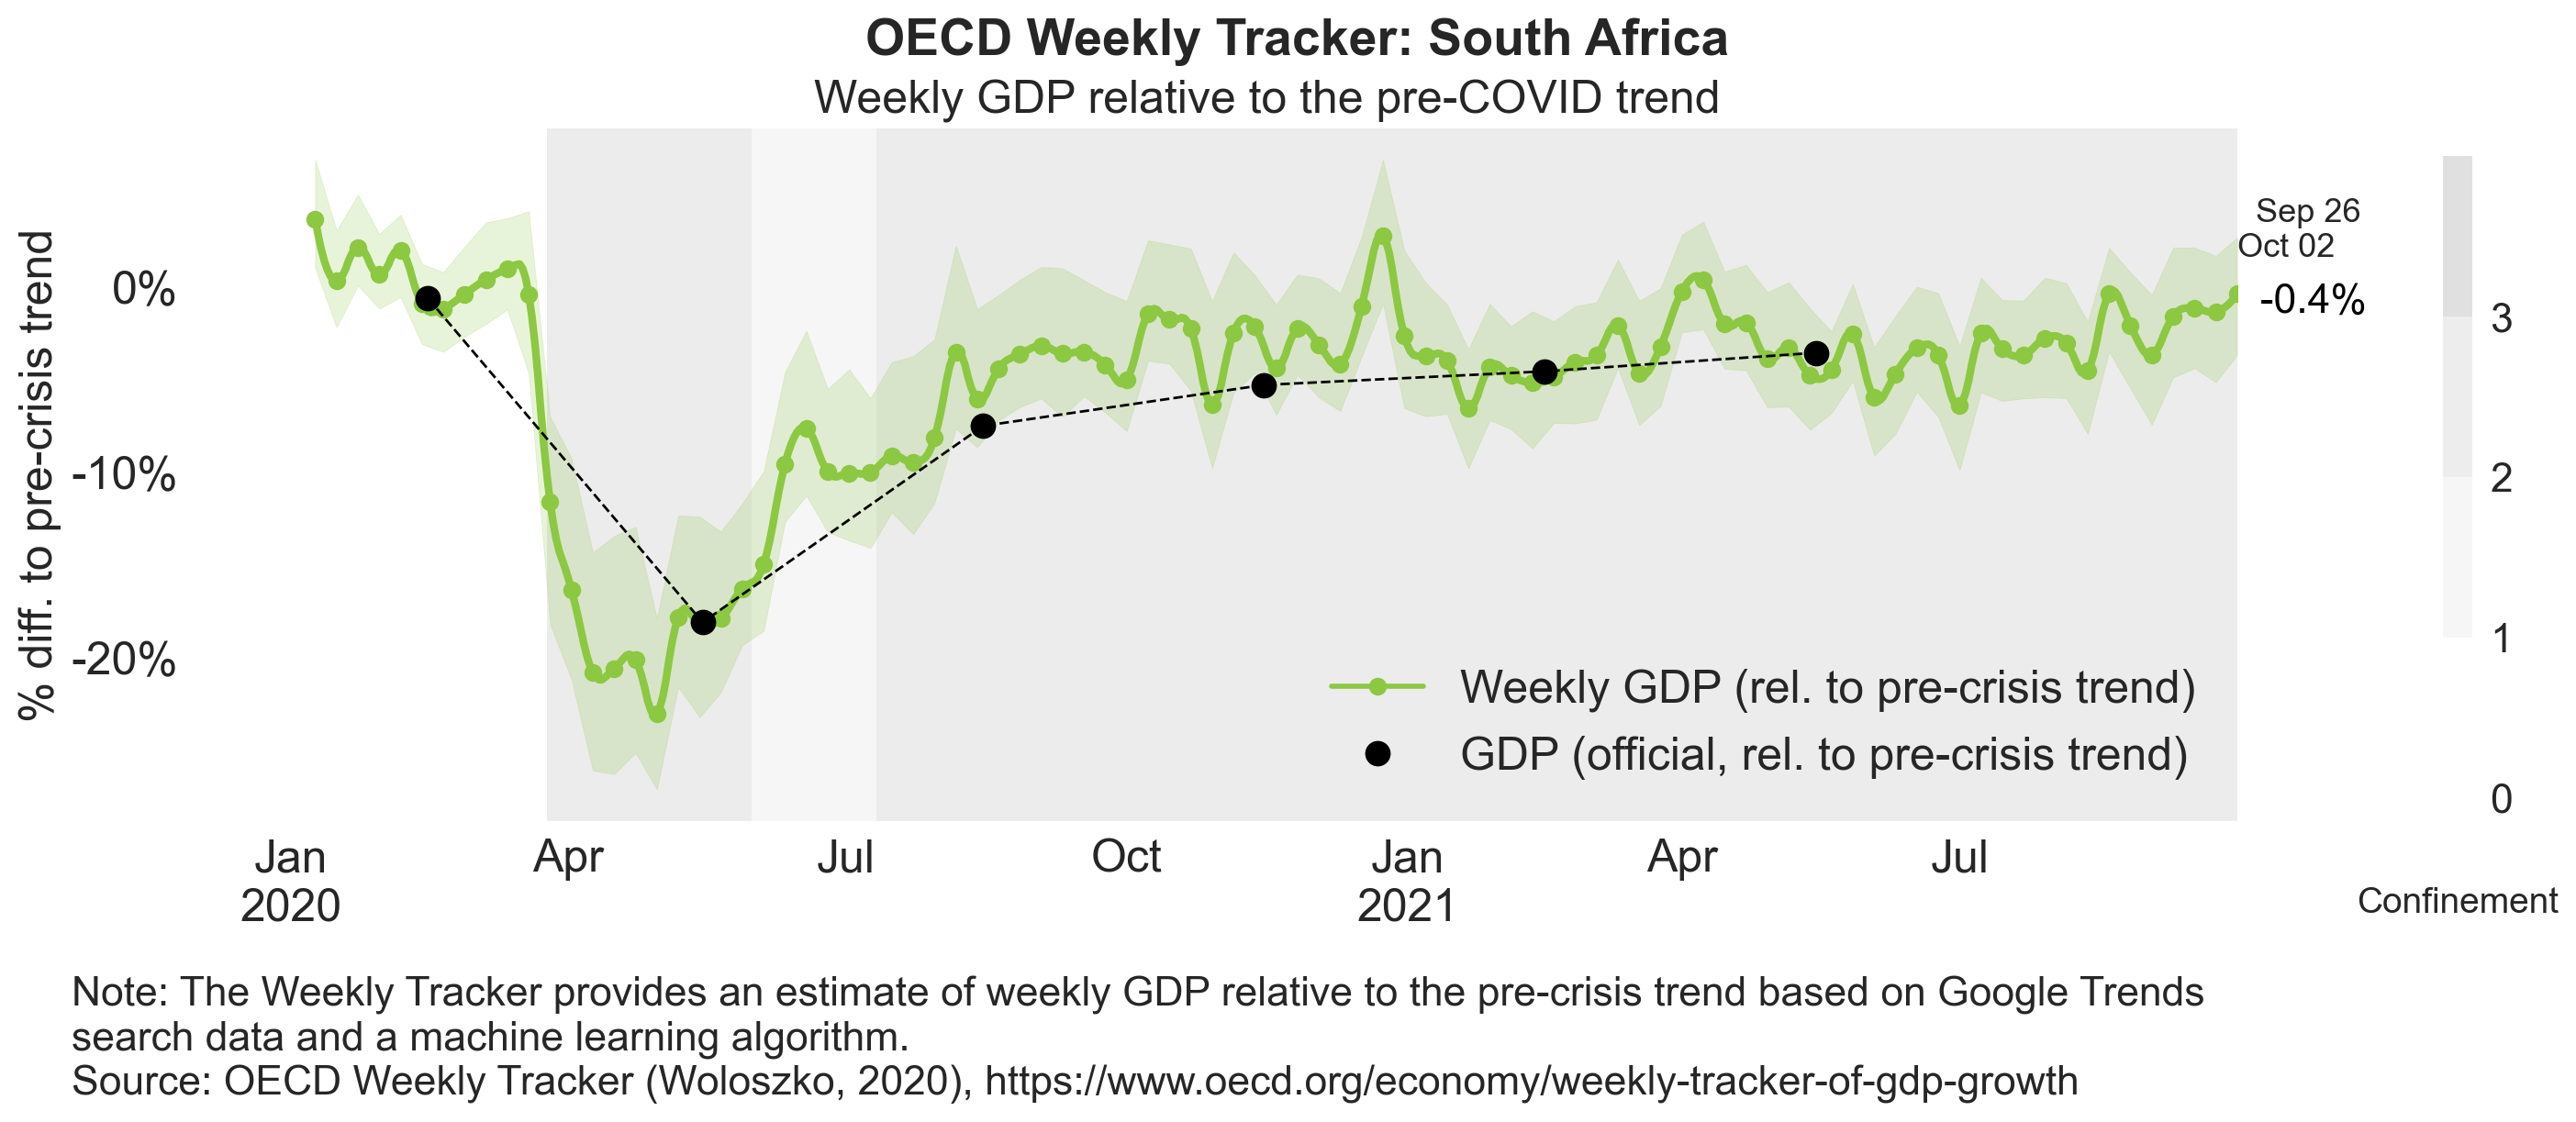 OECD Weekly Tracker: South Africa
Weekly GDP relative to the pre-COVID trend
% diff. to pre-crisis trend
0%
-10%
-20%
Sep 26
Oct 02
-0.4%
Weekly GDP (rel. to pre-crisis trend)
GDP (official, rel. to pre-crisis trend)
3
2
1
0
Confinement
Jan Apr Jul Oct Jan Apr Jul
2020 2021
Note: The Weekly Tracker provides an estimate of weekly GDP relative to the pre-crisis trend based on Google Trends
search data and a machine learning algorithm.
Source: OECD Weekly Tracker (Woloszko, 2020), https://www.oecd.org/economy/weekly-tracker-of-gdp-growth